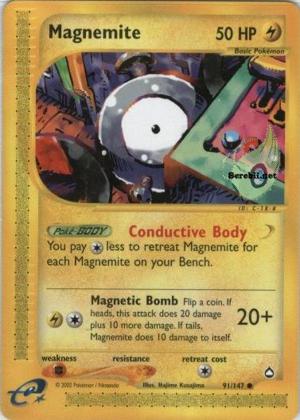 Magnemite 50 HP
Basic Pokémon
Serebii.net
ID: C-18-#
Poké-BODY Conductive Body
You pay less to retreat Magnemite for
each Magnemite on your Bench.
Magnetic Bomb Flip a coin. If
heads, this attack does 20 damage
plus 10 more damage. If tails,
Magnemite does 10 damage to itself.
20+
weakness resistance retreat cost
e
© 2002 Pokémon / Nintendo Illus. Hajime Kusajima 91/147